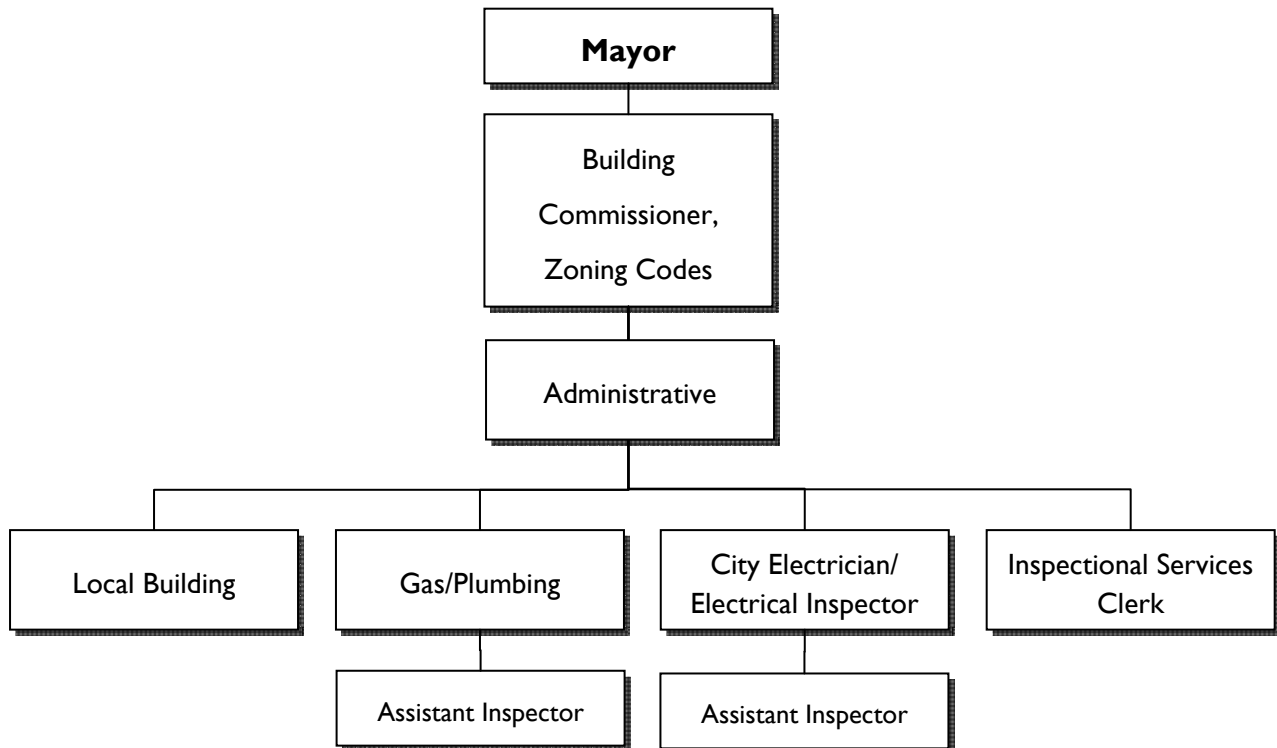 Mayor
Building
Commissioner,
Zoning Codes
Administrative
Local Building
Gas/Plumbing
City Electrician/
Electrical Inspector
Inspectional Services
Clerk
Assistant Inspector
Assistant Inspector